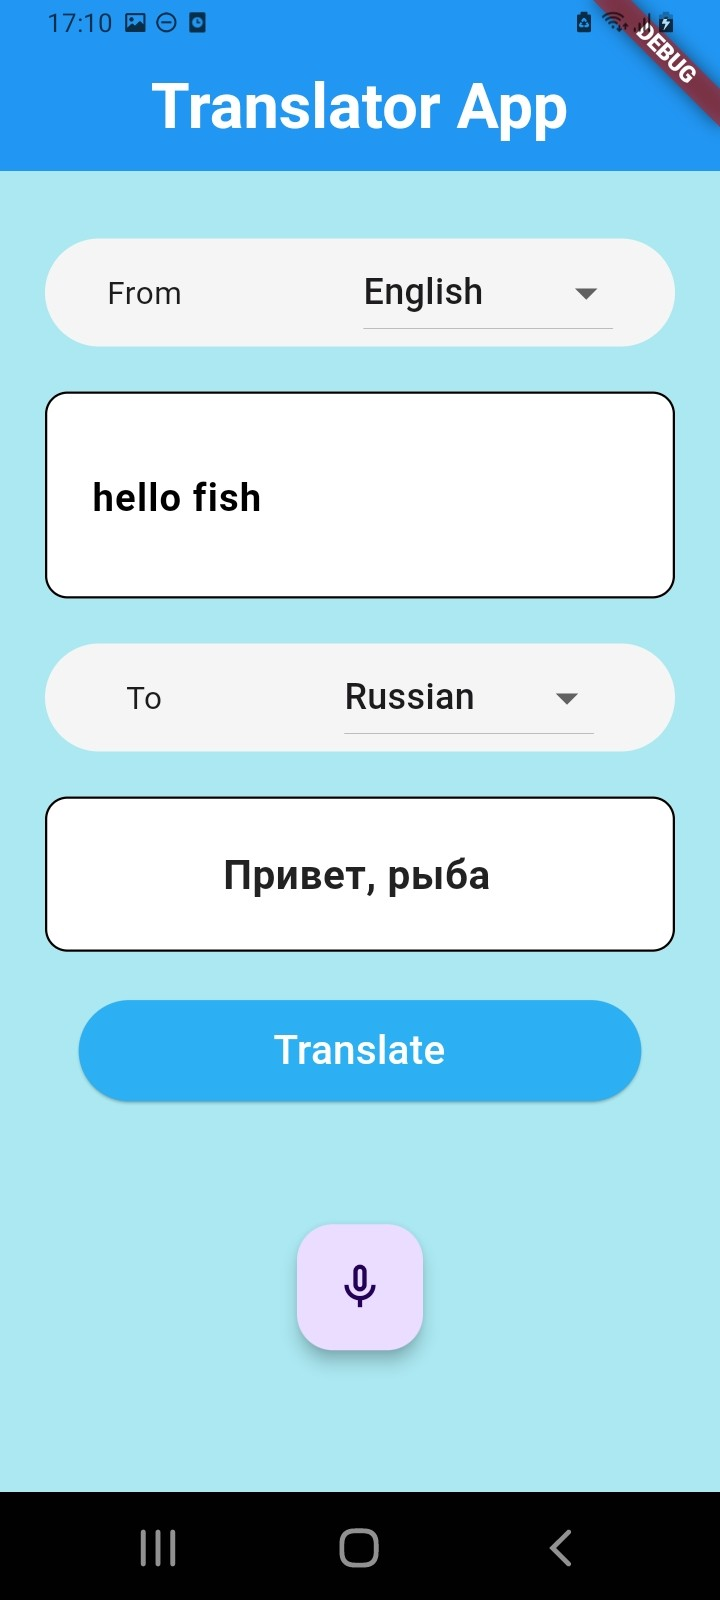 17:10
DEBUG
Translator App
From English
hello fish
To Russian
Привет, рыба
Translate